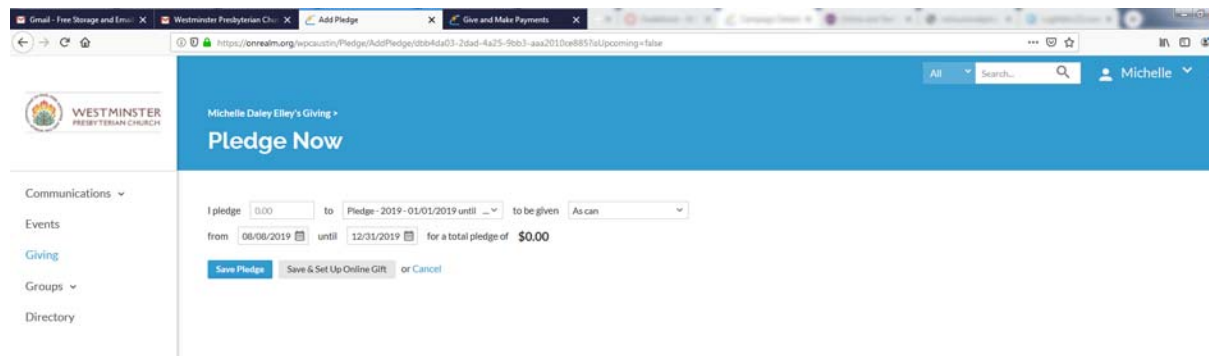 Gmail - Free Storage and Email
Westminster Presbyterian Chur
Add Pledge
Give and Make Payments
https://onrealm.org/wpcaustin/Pledge/AddPledge/dbb4da03-2dad-4a25-9bb3-aaa2010ce885?isUpcoming=false
All
Search...
Michelle
WESTMINSTER
PRESBYTERIAN CHURCH
Michelle Daley Elley's Giving >
Pledge Now
Communications
Events
Giving
Groups
Directory
I pledge 0.00 to Pledge - 2019 - 01/01/2019 until ... to be given As can
from 08/08/2019 until 12/31/2019 for a total pledge of $0.00
Save Pledge Save & Set Up Online Gift or Cancel